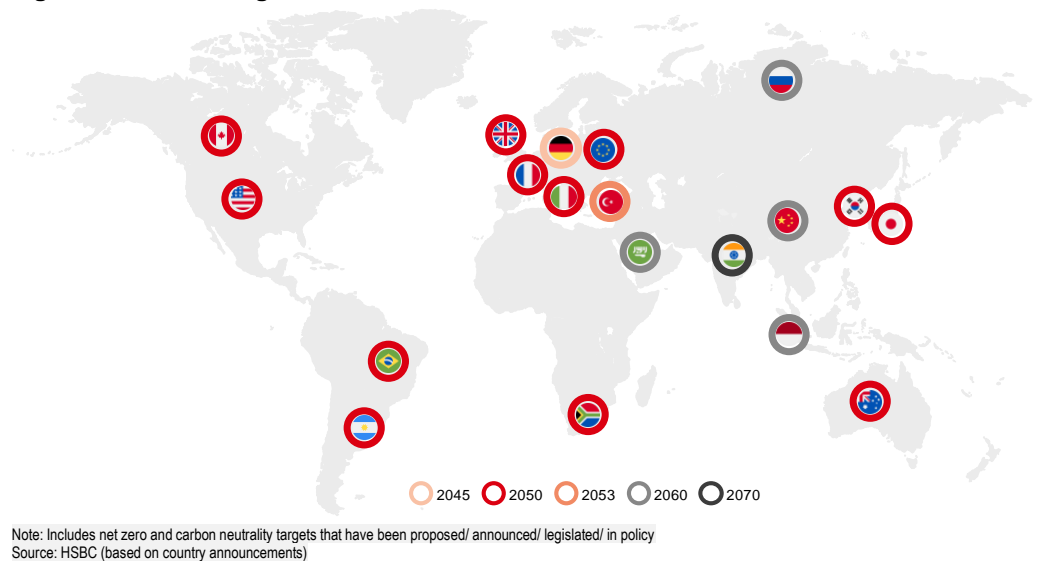 2045 2050 2053 2060 2070
Note: Includes net zero and carbon neutrality targets that have been proposed/ announced/ legislated/ in policy
Source: HSBC (based on country announcements)